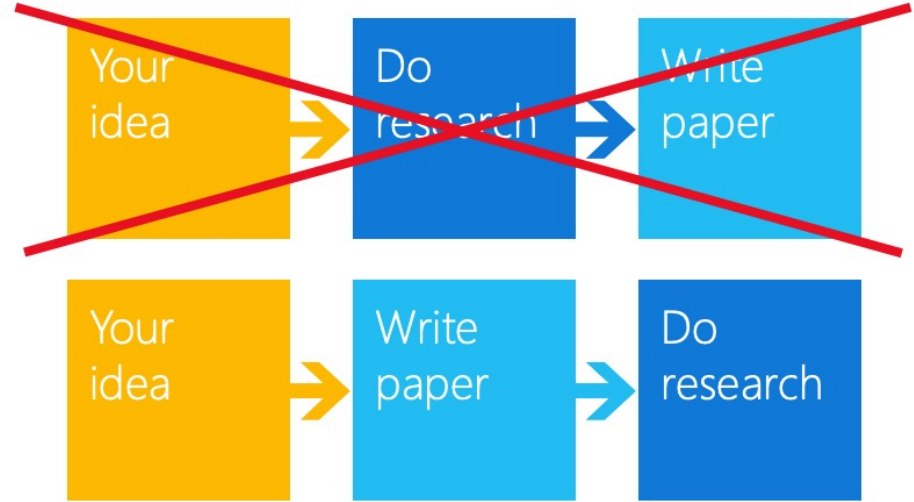 Your
idea
Do
research
Write
paper
Your
idea
Write
paper
Do
research